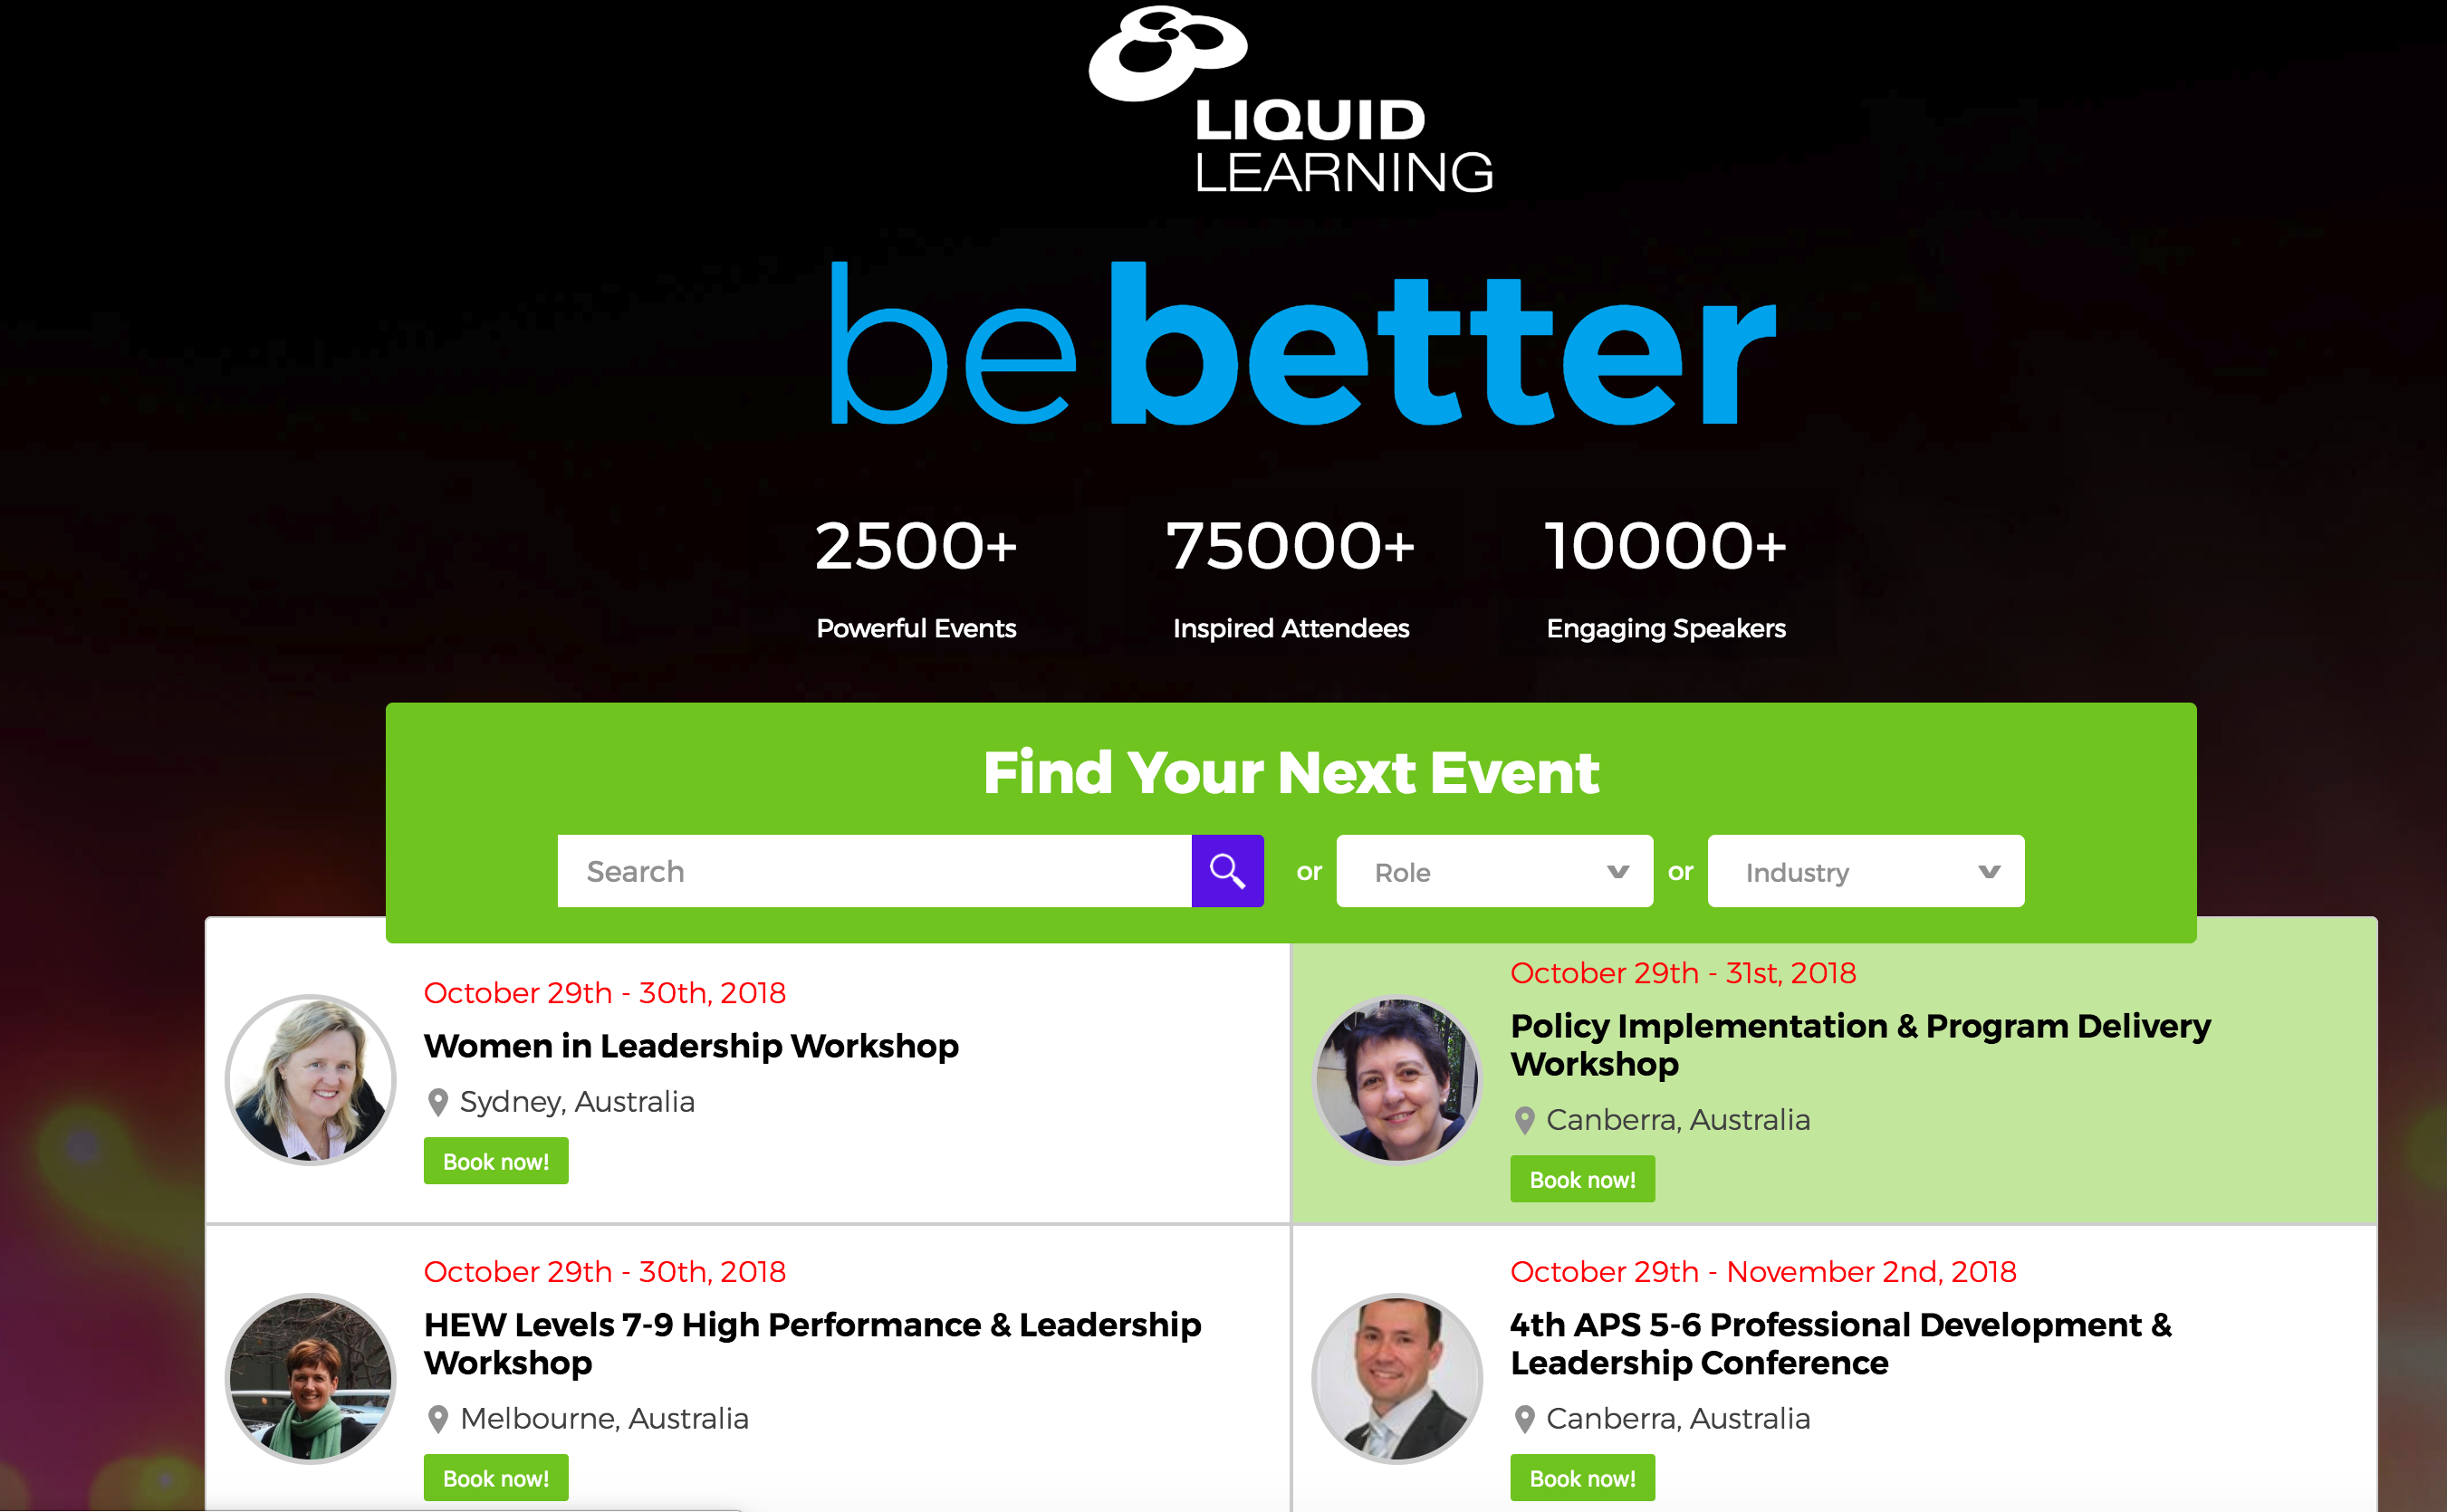 LIQUID
LEARNING
bebetter
2500+ 75000+ 10000+
Powerful Events Inspired Attendees Engaging Speakers
Find Your Next Event
Search or Role or Industry
October 29th - 30th, 2018
Women in Leadership Workshop
Sydney, Australia
Book now!
October 29th - 31st, 2018
Policy Implementation & Program Delivery
Workshop
Canberra, Australia
Book now!
October 29th - 30th, 2018
HEW Levels 7-9 High Performance & Leadership
Workshop
Melbourne, Australia
Book now!
October 29th - November 2nd, 2018
4th APS 5-6 Professional Development &
Leadership Conference
Canberra, Australia
Book now!